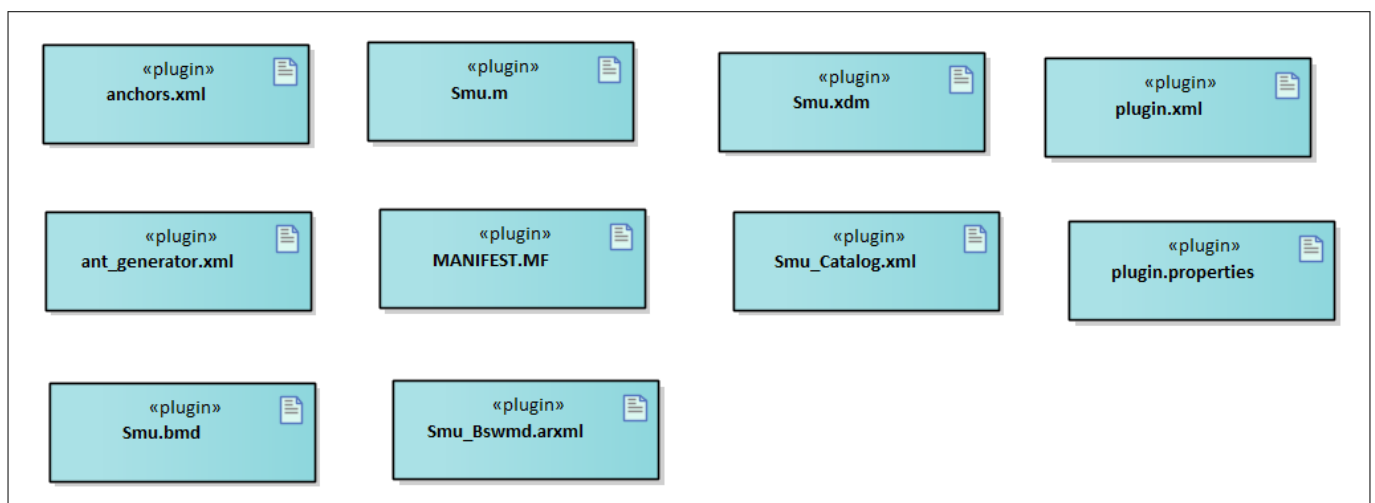 «plugin»
anchors.xml
«plugin»
Smu.m
«plugin»
Smu.xdm
«plugin»
plugin.xml
«plugin»
ant_generator.xml
«plugin»
MANIFEST.MF
«plugin»
Smu_Catalog.xml
«plugin»
plugin.properties
«plugin»
Smu.bmd
«plugin»
Smu_Bswmd.arxml